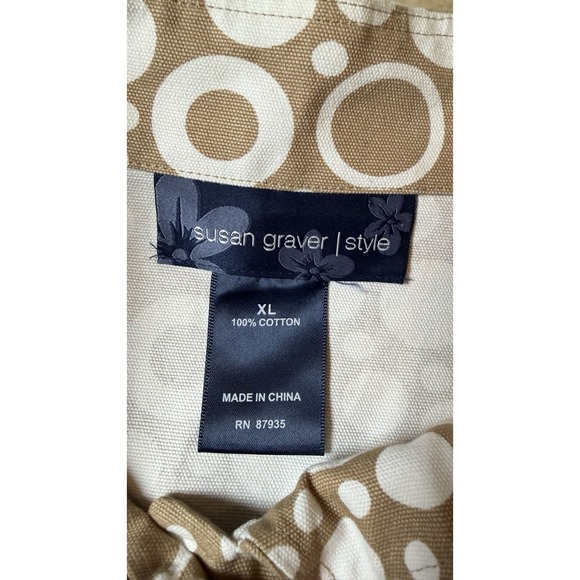 susan graver | style
XL
100% COTTON
MADE IN CHINA
RN 87935